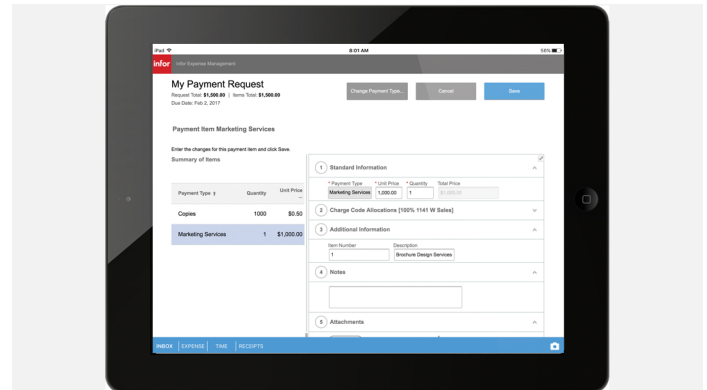 iPad 8:01 AM 56%
infor Infor Expense Management
My Payment Request
Request Total: $1,500.00 | Items Total: $1,500.00
Due Date: Feb 2, 2017
Change Payment Type... Cancel Save
Payment Item Marketing Services
Enter the changes for this payment item and click Save.
Summary of Items
Payment Type Quantity Unit Price ...
Copies 1000 $0.50
Marketing Services 1 $1,000.00
1 Standard Information
* Payment Type * Unit Price * Quantity Total Price
Marketing Services 1,000.00 1 $1,000.00
2 Charge Code Allocations [100% 1141 W Sales]
3 Additional Information
Item Number Description
1 Brochure Design Services
4 Notes
5 Attachments
INBOX EXPENSE TIME RECEIPTS